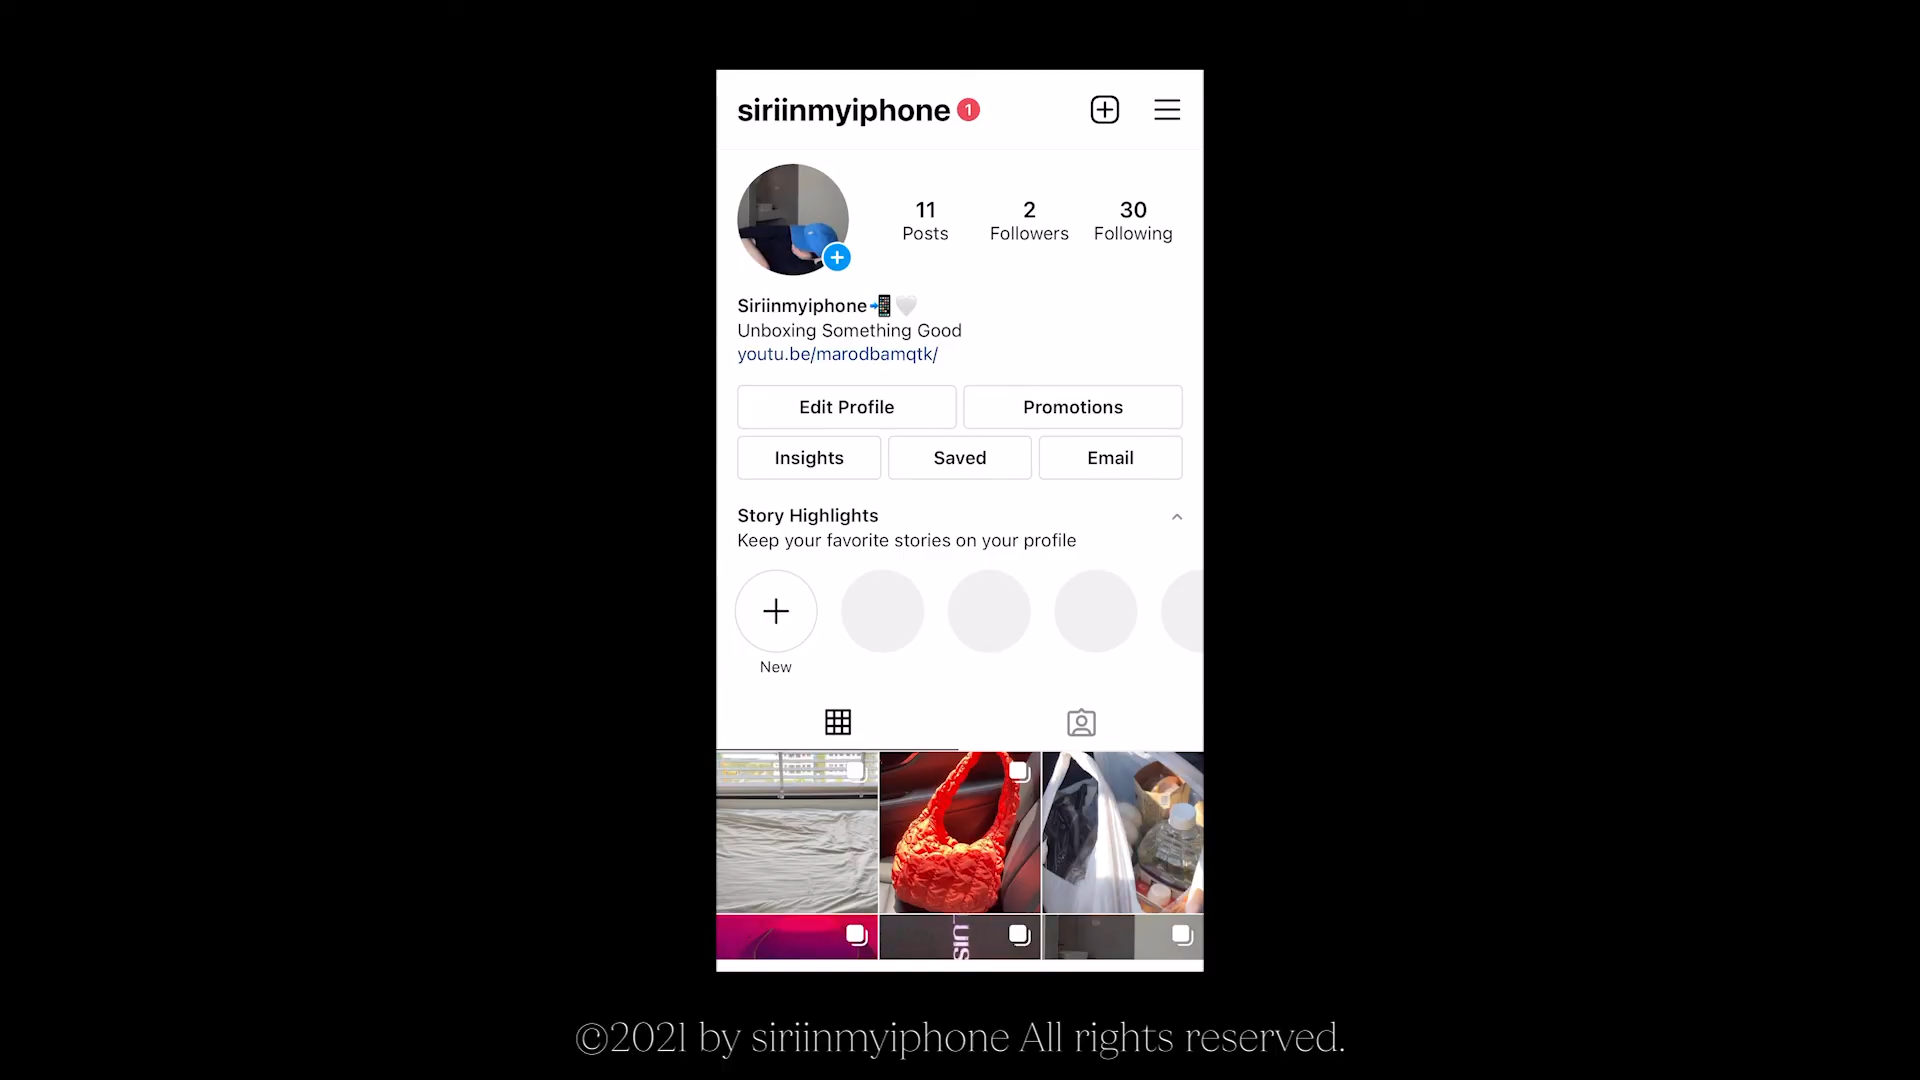 siriinmyiphone 1
11 2 30
Posts Followers Following
Siriinmyiphone📲🤍
Unboxing Something Good
youtu.be/marodbamqtk/
Edit Profile Promotions
Insights Saved Email
Story Highlights
Keep your favorite stories on your profile
New
©2021 by siriinmyiphone All rights reserved.